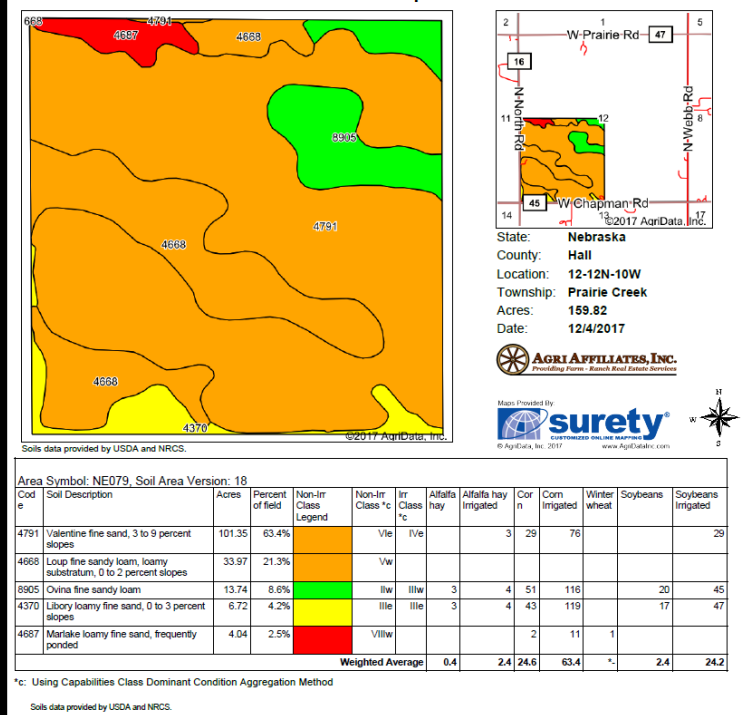 668
4791
4687
4668
8905
4791
4668
4668
4370
©2017 AgriData, Inc.
Soils data provided by USDA and NRCS.
2
1
5
W Prairie Rd
47
16
N North Rd
N Webb Rd
11
12
8
45
W Chapman Rd
14
13
17
©2017 AgriData, Inc.
State: Nebraska
County: Hall
Location: 12-12N-10W
Township: Prairie Creek
Acres: 159.82
Date: 12/4/2017
AGRI AFFILIATES, INC.
Providing Farm - Ranch Real Estate Services
Maps Provided By
surety®
CUSTOMIZED ONLINE MAPPING
© AgriData, Inc. 2017 www.AgriDataInc.com
N
W E
S
Area Symbol: NE079, Soil Area Version: 18
Code Soil Description Acres Percent of field Non-Irr Class Legend Non-Irr Class *c Irr Class *c Alfalfa hay Alfalfa hay Irrigated Corn Corn Irrigated Winter wheat Soybeans Soybeans Irrigated
4791 Valentine fine sand, 3 to 9 percent slopes 101.35 63.4% VIe IVe 3 29 76 29
4668 Loup fine sandy loam, loamy substratum, 0 to 2 percent slopes 33.97 21.3% Vw
8905 Ovina fine sandy loam 13.74 8.6% IIw IIIw 3 4 51 116 20 45
4370 Libory loamy fine sand, 0 to 3 percent slopes 6.72 4.2% IIIe IIIe 3 4 43 119 17 47
4687 Marlake loamy fine sand, frequently ponded 4.04 2.5% VIIIw 2 11 1
Weighted Average 0.4 2.4 24.6 63.4 *- 2.4 24.2
*c: Using Capabilities Class Dominant Condition Aggregation Method
Soils data provided by USDA and NRCS.